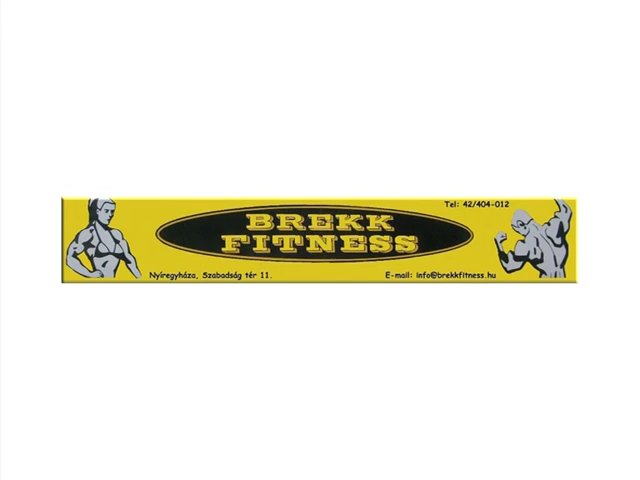 Tel: 42/404-012
BREKK
FITNESS
Nyíregyháza, Szabadság tér 11.
E-mail: info@brekkfitness.hu